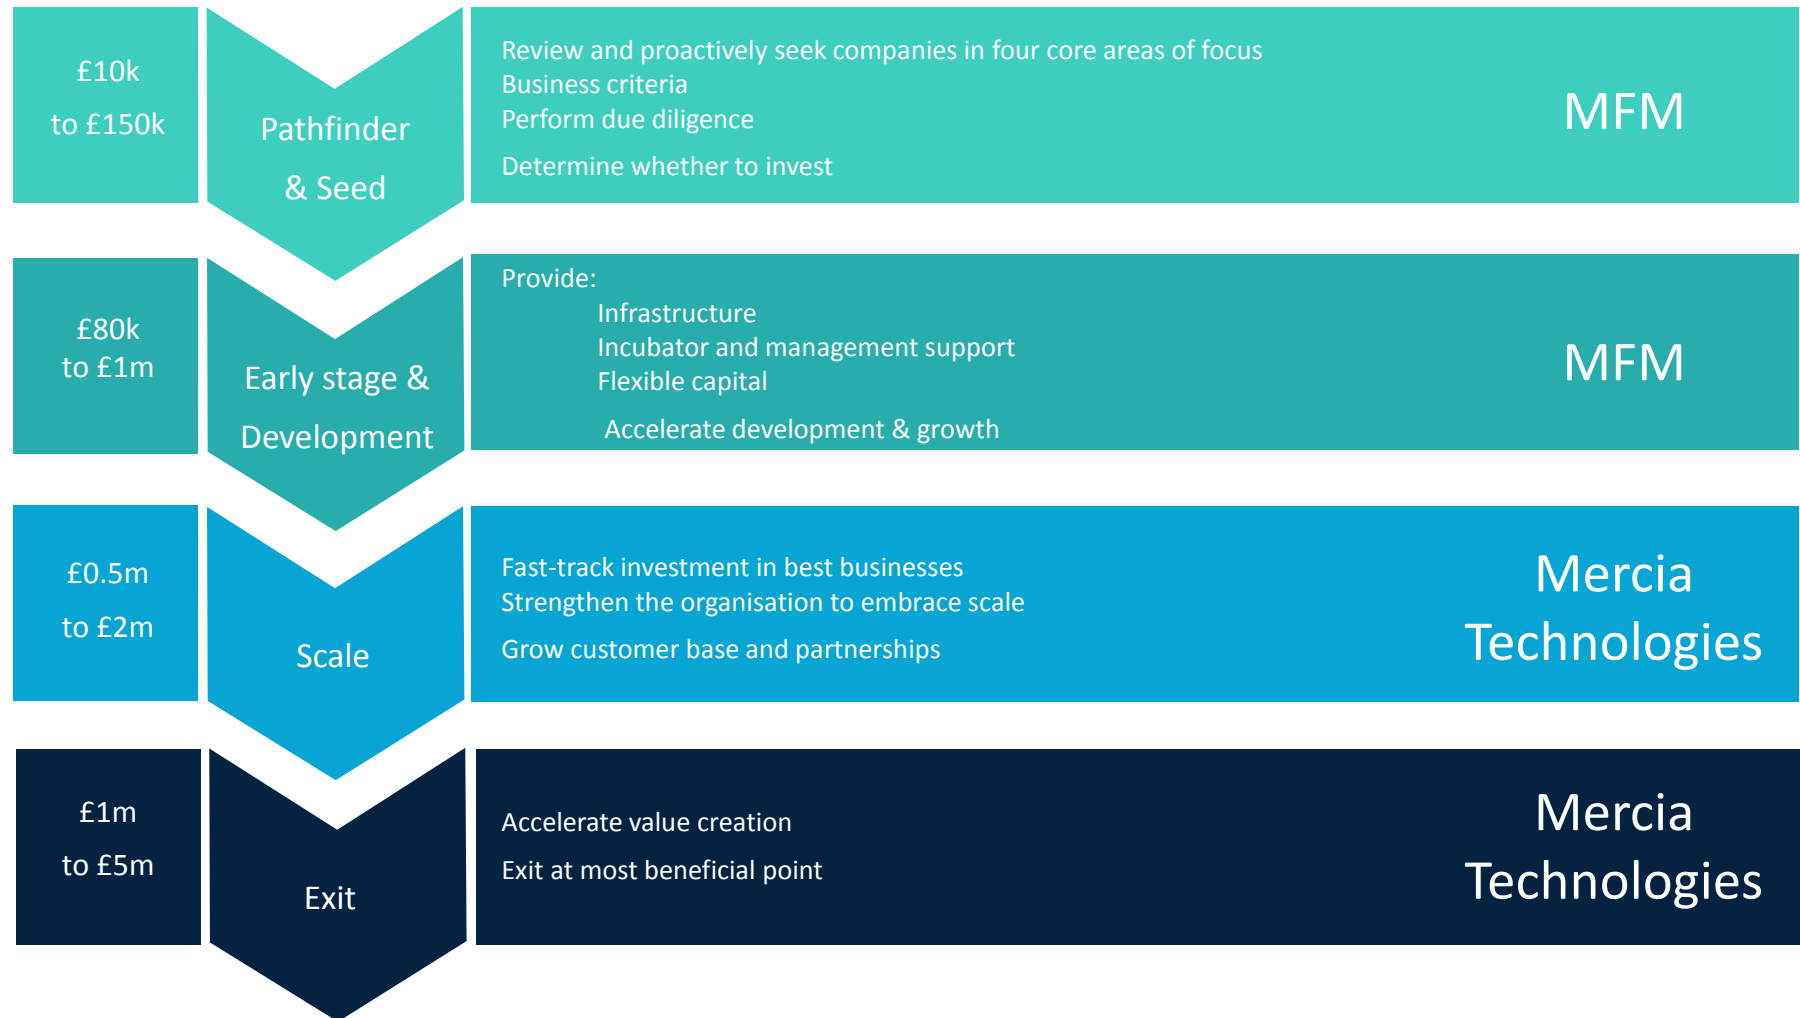 £10k
to £150k
Pathfinder
& Seed
Review and proactively seek companies in four core areas of focus
Business criteria
Perform due diligence
Determine whether to invest
MFM
£80k
to £1m
Early stage &
Development
Provide:
Infrastructure
Incubator and management support
Flexible capital
Accelerate development & growth
MFM
£0.5m
to £2m
Scale
Fast-track investment in best businesses
Strengthen the organisation to embrace scale
Grow customer base and partnerships
Mercia
Technologies
£1m
to £5m
Exit
Accelerate value creation
Exit at most beneficial point
Mercia
Technologies